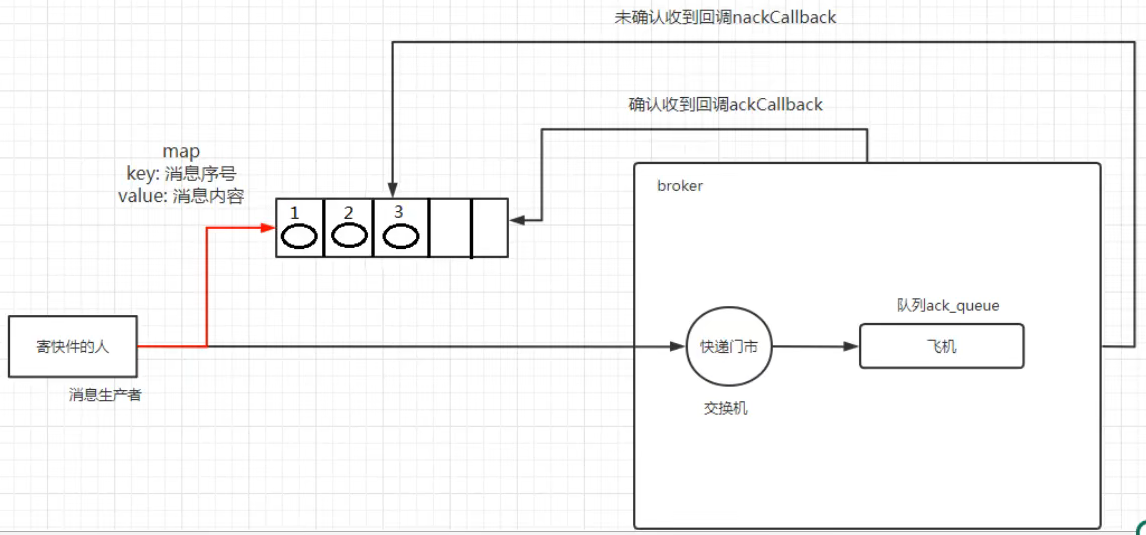 未确认收到回调nackCallback
确认收到回调ackCallback
map
key: 消息序号
value: 消息内容
broker
1
2
3
队列ack_queue
寄快件的人
快递门市
飞机
消息生产者
交换机